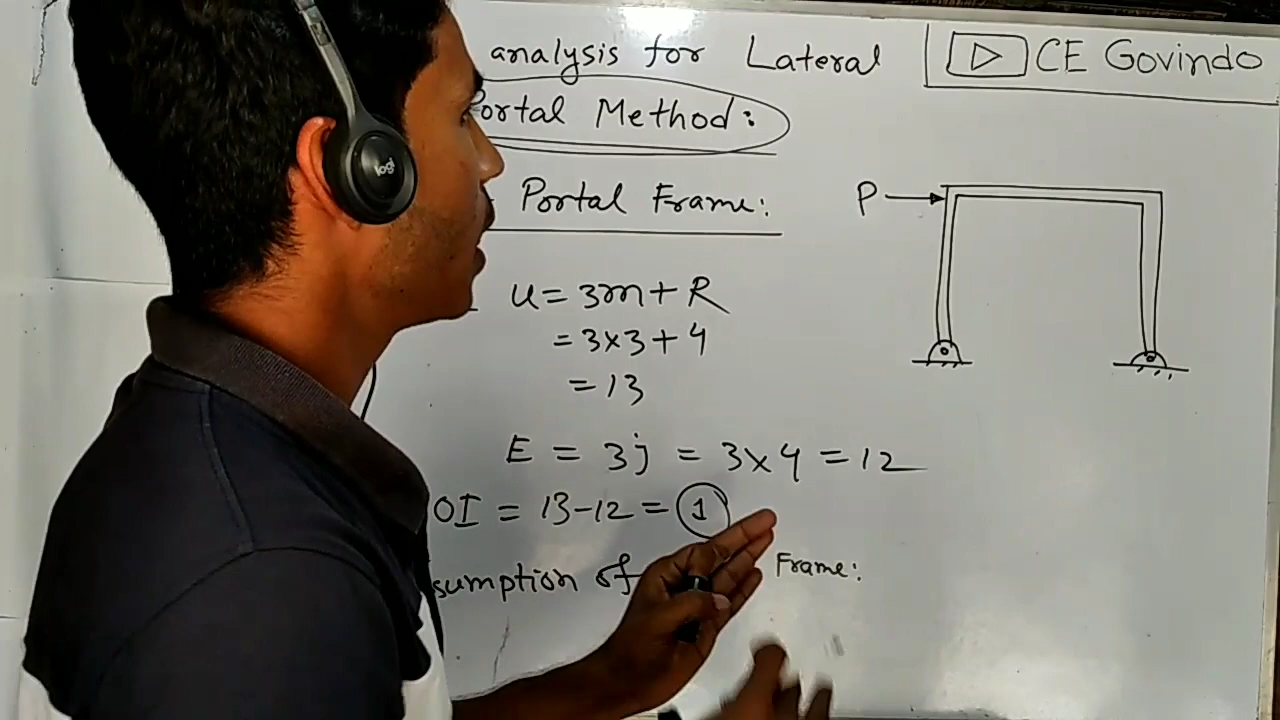 analysis for Lateral
CE Govindo
Portal Method:
Portal Frame:
P
logi
u = 3m + R
= 3×3+4
= 13
E = 3j = 3×4 = 12
OI = 13-12 = 1
sumption of
Frame: